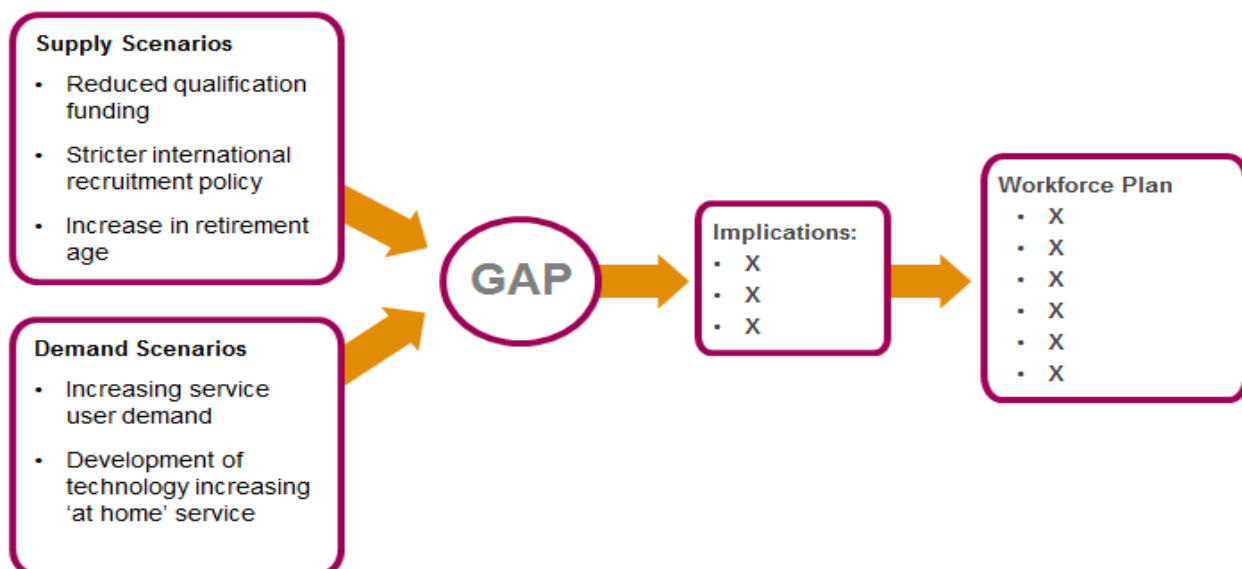 Supply Scenarios
• Reduced qualification
funding
• Stricter international
recruitment policy
• Increase in retirement
age
Demand Scenarios
• Increasing service
user demand
• Development of
technology increasing
‘at home’ service
GAP
Implications:
• X
• X
• X
Workforce Plan
• X
• X
• X
• X
• X
• X